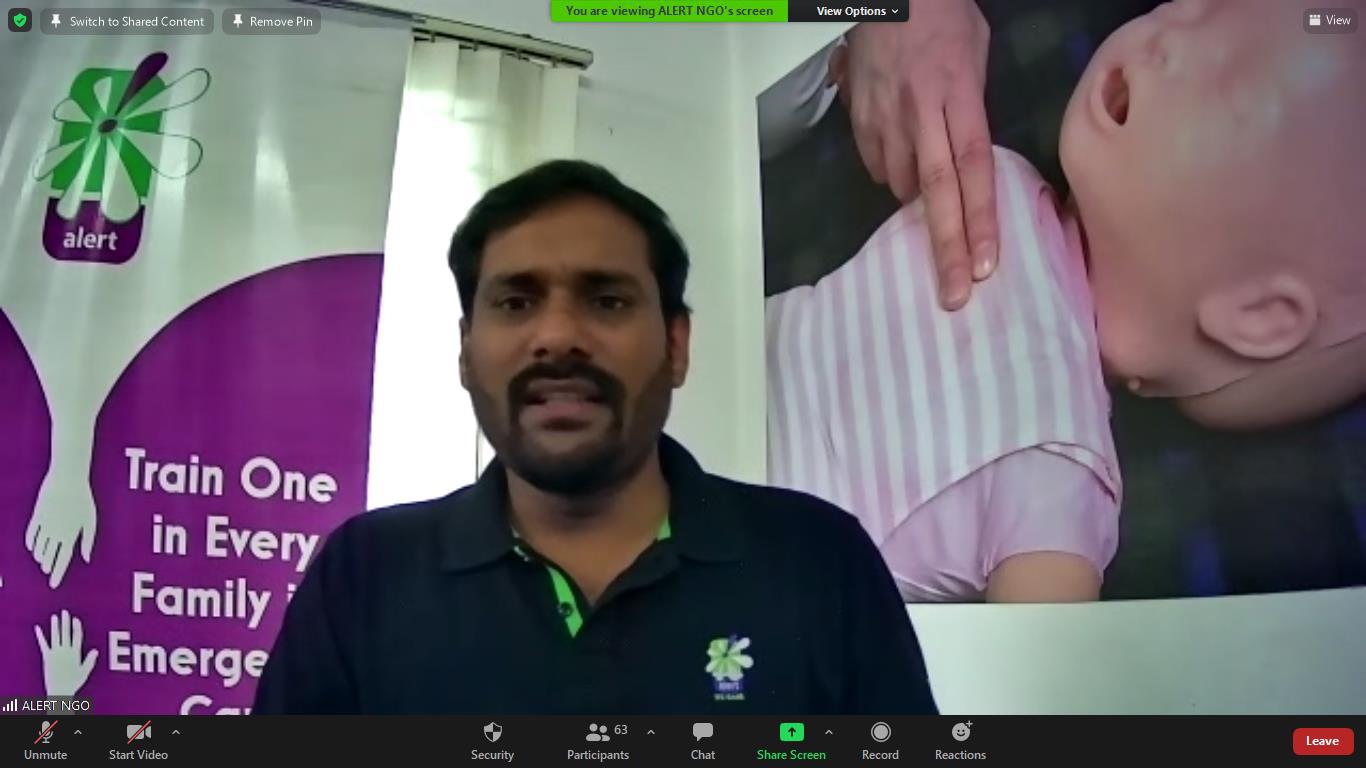 Switch to Shared Content
Remove Pin
You are viewing ALERT NGO's screen
View Options
View
alert
Train One
in Every
Family i
Emerge
Ca
ALERT NGO
Unmute
Start Video
Security
Participants
63
Chat
Share Screen
Record
Reactions
Leave